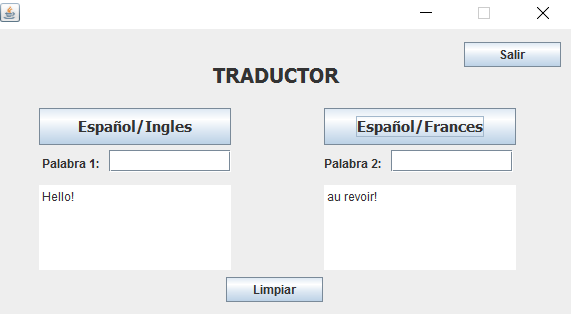 Salir
TRADUCTOR
Español/Ingles
Español/Frances
Palabra 1:
Palabra 2:
Hello!
au revoir!
Limpiar